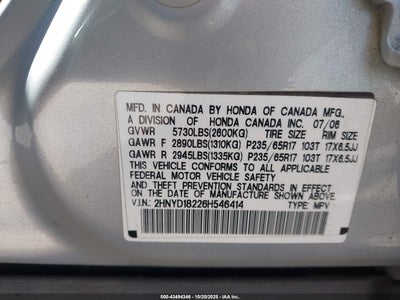 MFD. IN CANADA BY HONDA OF CANADA MFG.,
A DIVISION OF HONDA CANADA INC. 07/06
GVWR 5730LBS(2600KG) TIRE SIZE RIM SIZE
GAWR F 2890LBS(1310KG) P235/65R17 103T 17X6.5JJ
GAWR R 2945LBS(1335KG) P235/65R17 103T 17X6.5JJ
THIS VEHICLE CONFORMS TO ALL APPLICABLE
FEDERAL MOTOR VEHICLE SAFETY AND
THEFT PREVENTION STANDARDS IN EFFECT
ON THE DATE OF MANUFACTURE SHOWN ABOVE.
V.I.N.: 2HNYD18226H546414 TYPE: MPV
000-43494346 - 10/20/2025 - www.iaai.com